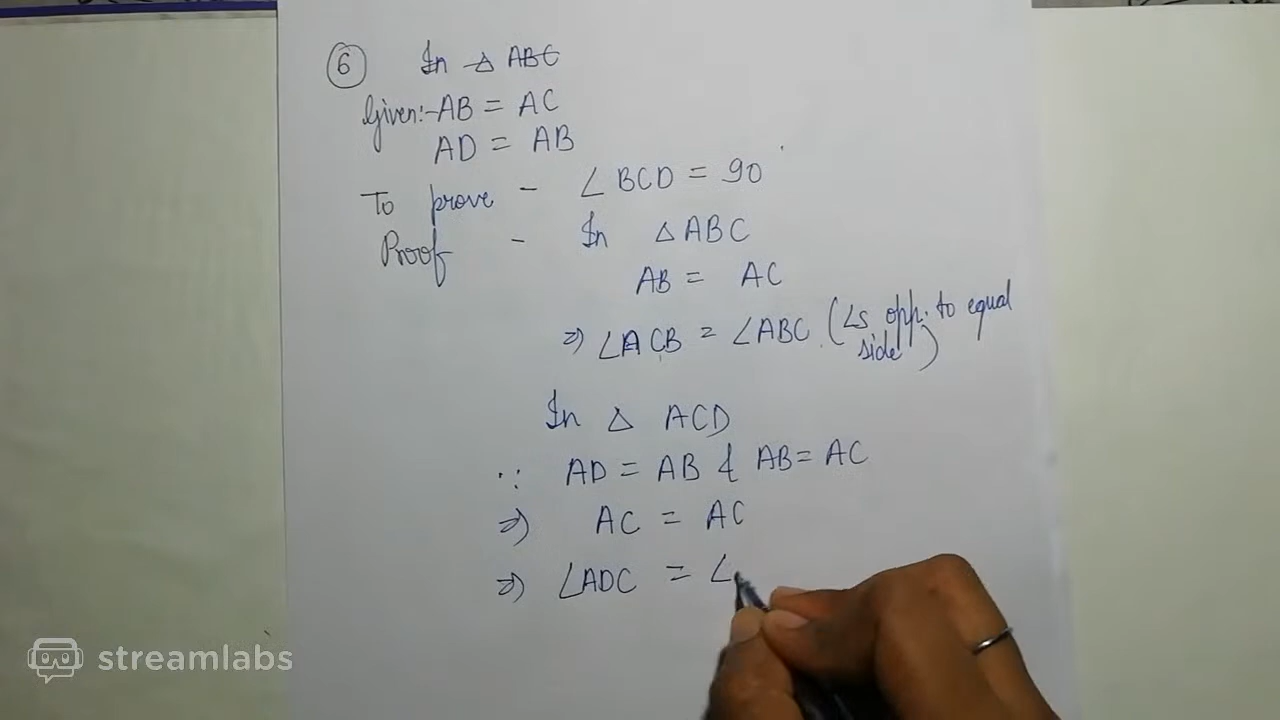 6 In △ ABC
Given:- AB = AC
AD = AB
To prove - ∠BCD = 90
Proof - In △ABC
AB = AC
⇒ ∠ACB = ∠ABC (∠s opp. to equal
side)
In △ ACD
∵ AD = AB & AB = AC
⇒ AC = AC
⇒ ∠ADC = ∠
streamlabs